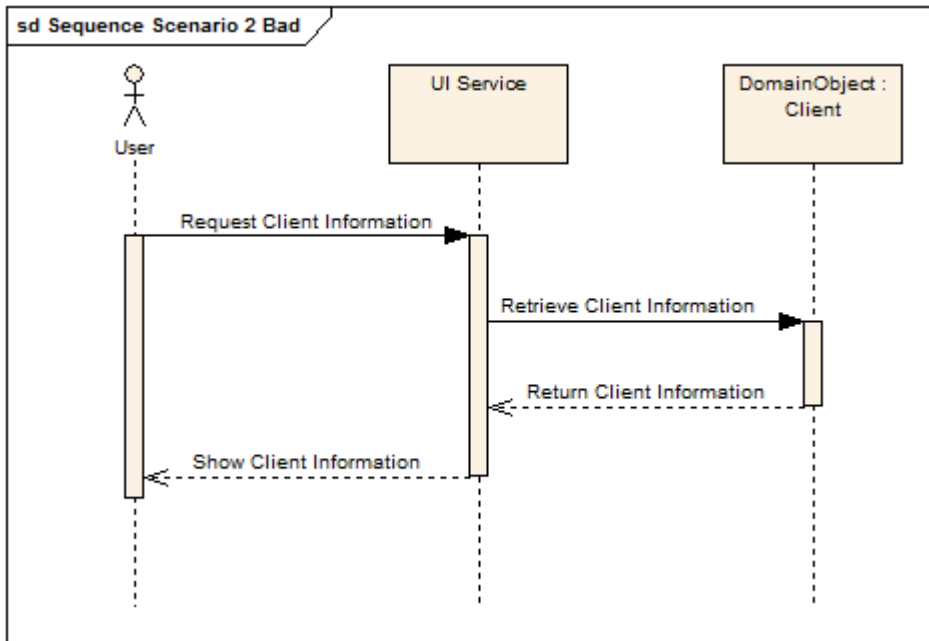 sd Sequence Scenario 2 Bad
User
UI Service
DomainObject :
Client
Request Client Information
Retrieve Client Information
Return Client Information
Show Client Information